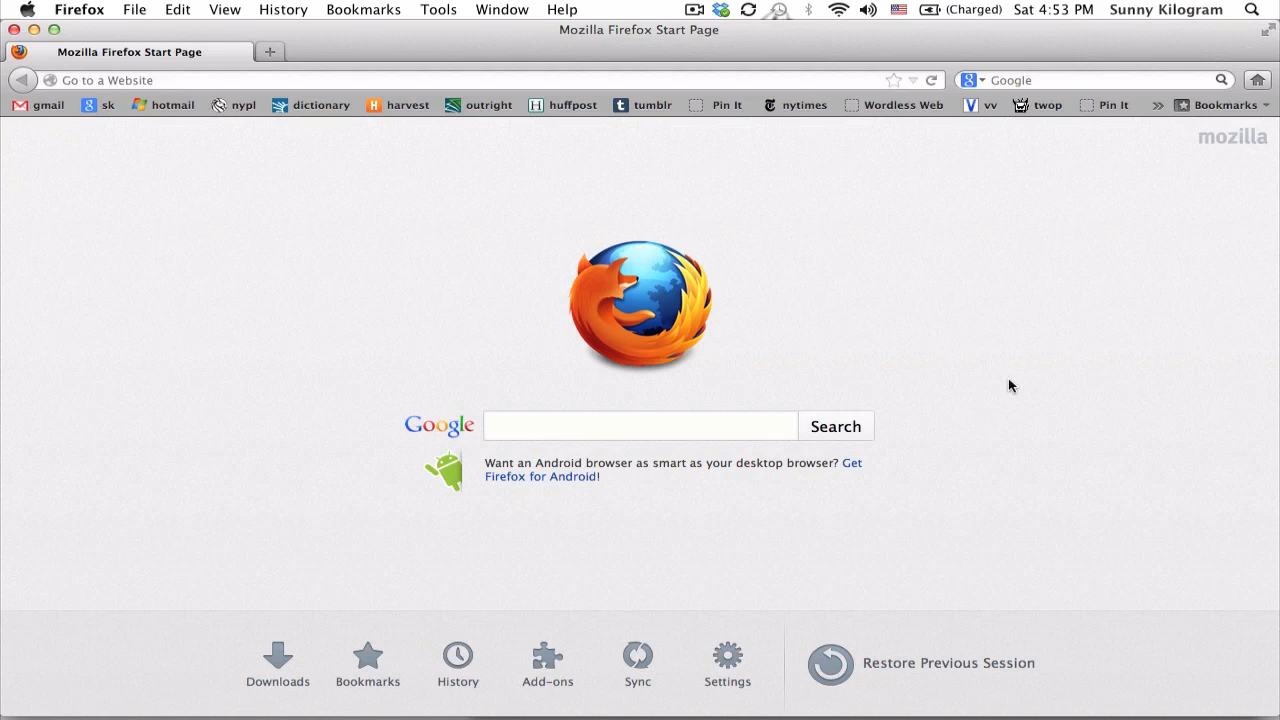 Firefox File Edit View History Bookmarks Tools Window Help (Charged) Sat 4:53 PM Sunny Kilogram
Mozilla Firefox Start Page
Mozilla Firefox Start Page
Go to a Website Google
gmail sk hotmail nypl dictionary harvest outright huffpost tumblr Pin It nytimes Wordless Web vv twop Pin It Bookmarks
mozilla
Google Search
Want an Android browser as smart as your desktop browser? Get
Firefox for Android!
Restore Previous Session
Downloads Bookmarks History Add-ons Sync Settings